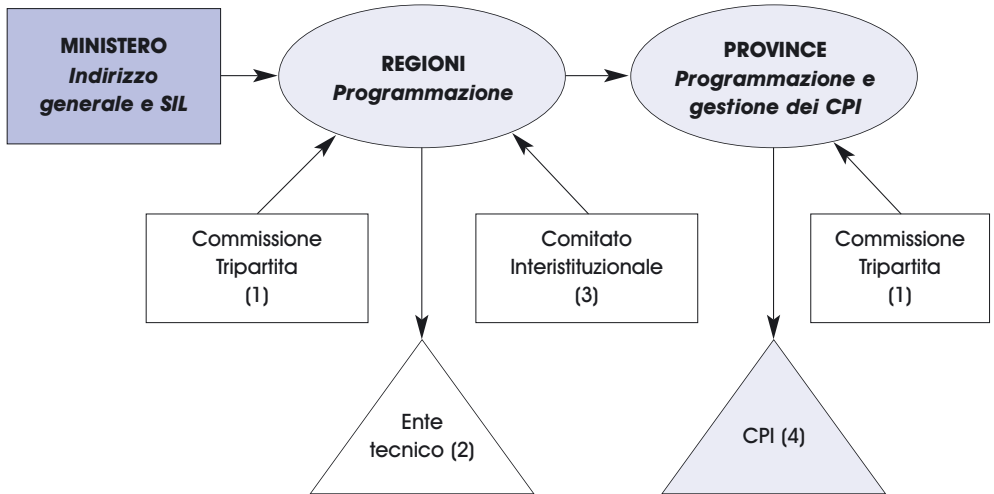 MINISTERO
Indirizzo
generale e SIL
REGIONI
Programmazione
PROVINCE
Programmazione e
gestione dei CPI
Commissione
Tripartita
(1)
Comitato
Interistituzionale
(3)
Commissione
Tripartita
(1)
Ente
tecnico (2)
CPI (4)